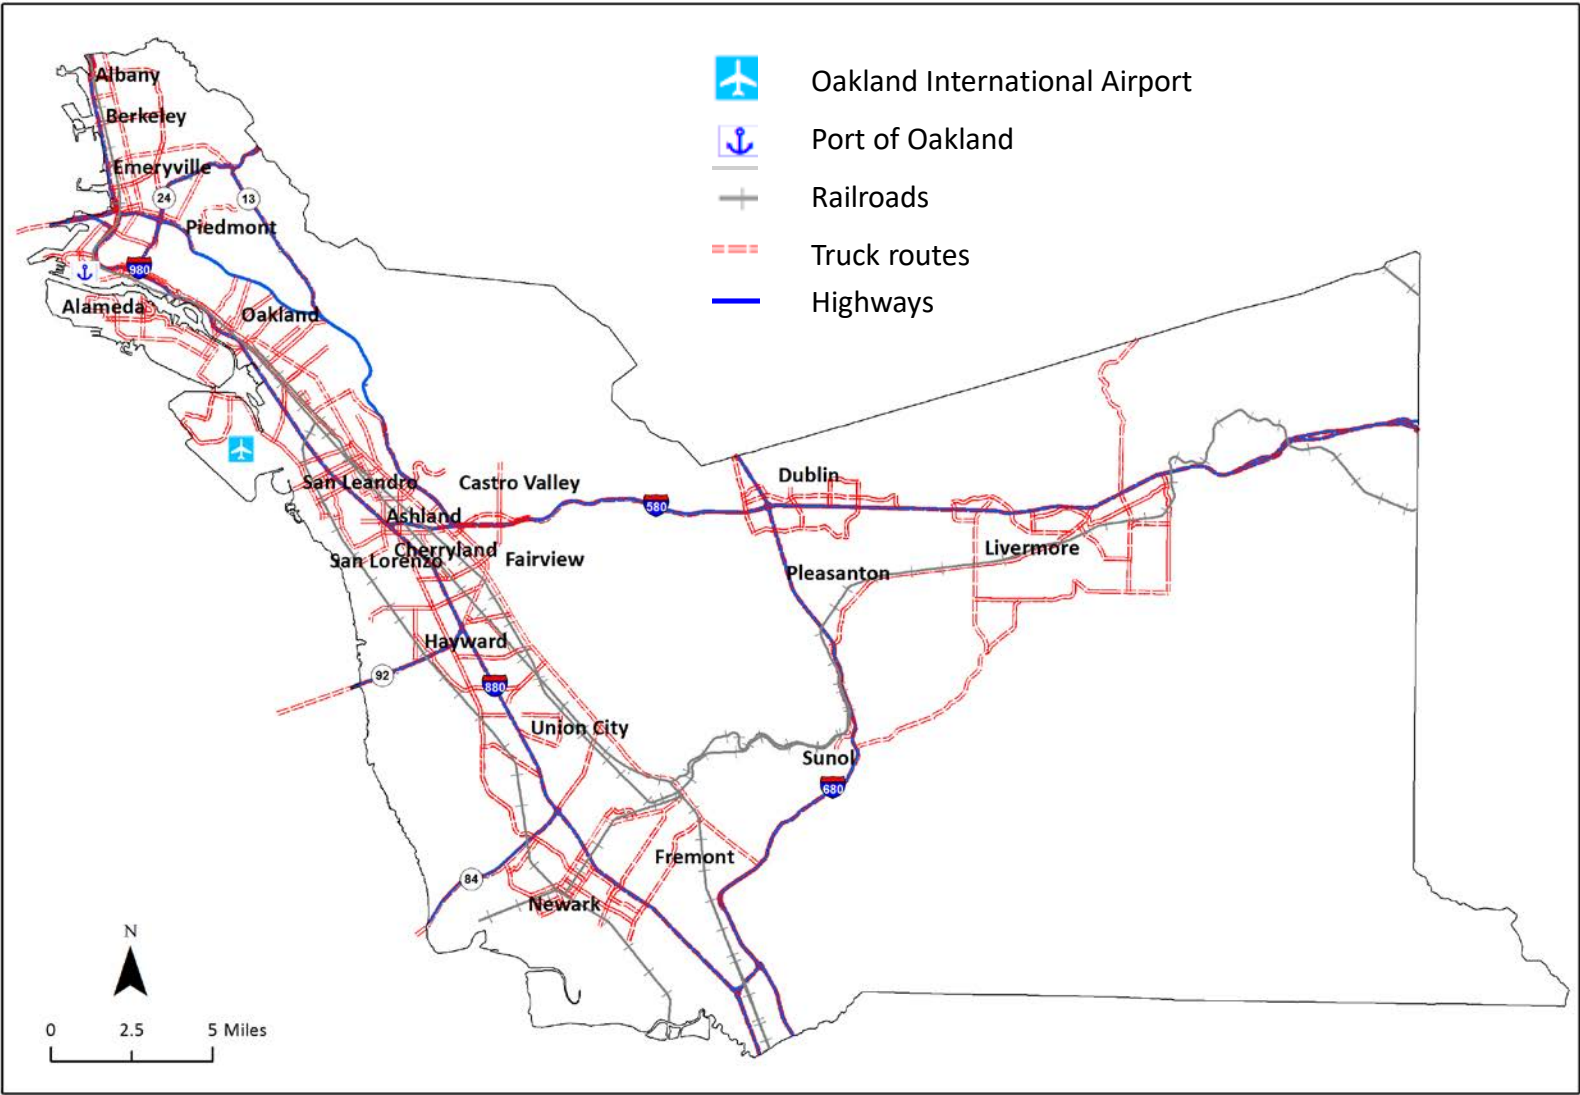 Oakland International Airport
Port of Oakland
Railroads
Truck routes
Highways
Albany
Berkeley
Emeryville
24
13
Piedmont
980
Alameda
Oakland
San Leandro
Castro Valley
Dublin
580
Ashland
Cherryland
San Lorenzo
Fairview
Livermore
Pleasanton
Hayward
92
880
Union City
Sunol
680
Fremont
84
Newark
N
0 2.5 5 Miles